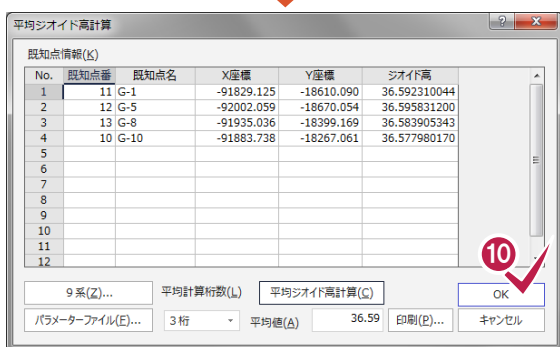 平均ジオイド高計算
既知点情報(K)
No. 既知点番 既知点名 X座標 Y座標 ジオイド高
1 11 G-1 -91829.125 -18610.090 36.592310044
2 12 G-5 -92002.059 -18670.054 36.595831200
3 13 G-8 -91935.036 -18399.169 36.583905343
4 10 G-10 -91883.738 -18267.061 36.577980170
5
6
7
8
9
10
11
12
10
9系(Z)... 平均計算桁数(L) 平均ジオイド高計算(C) OK
パラメーターファイル(F)... 3桁 平均値(A) 36.59 印刷(P)... キャンセル